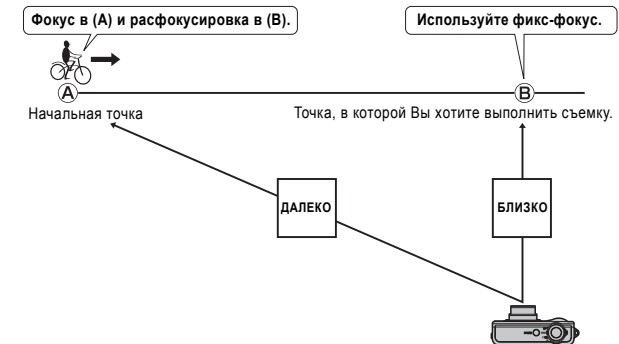 Фокус в (A) и расфокусировка в (B).
Используйте фикс-фокус.
A
B
Начальная точка
Точка, в которой Вы хотите выполнить съемку.
ДАЛЕКО
БЛИЗКО